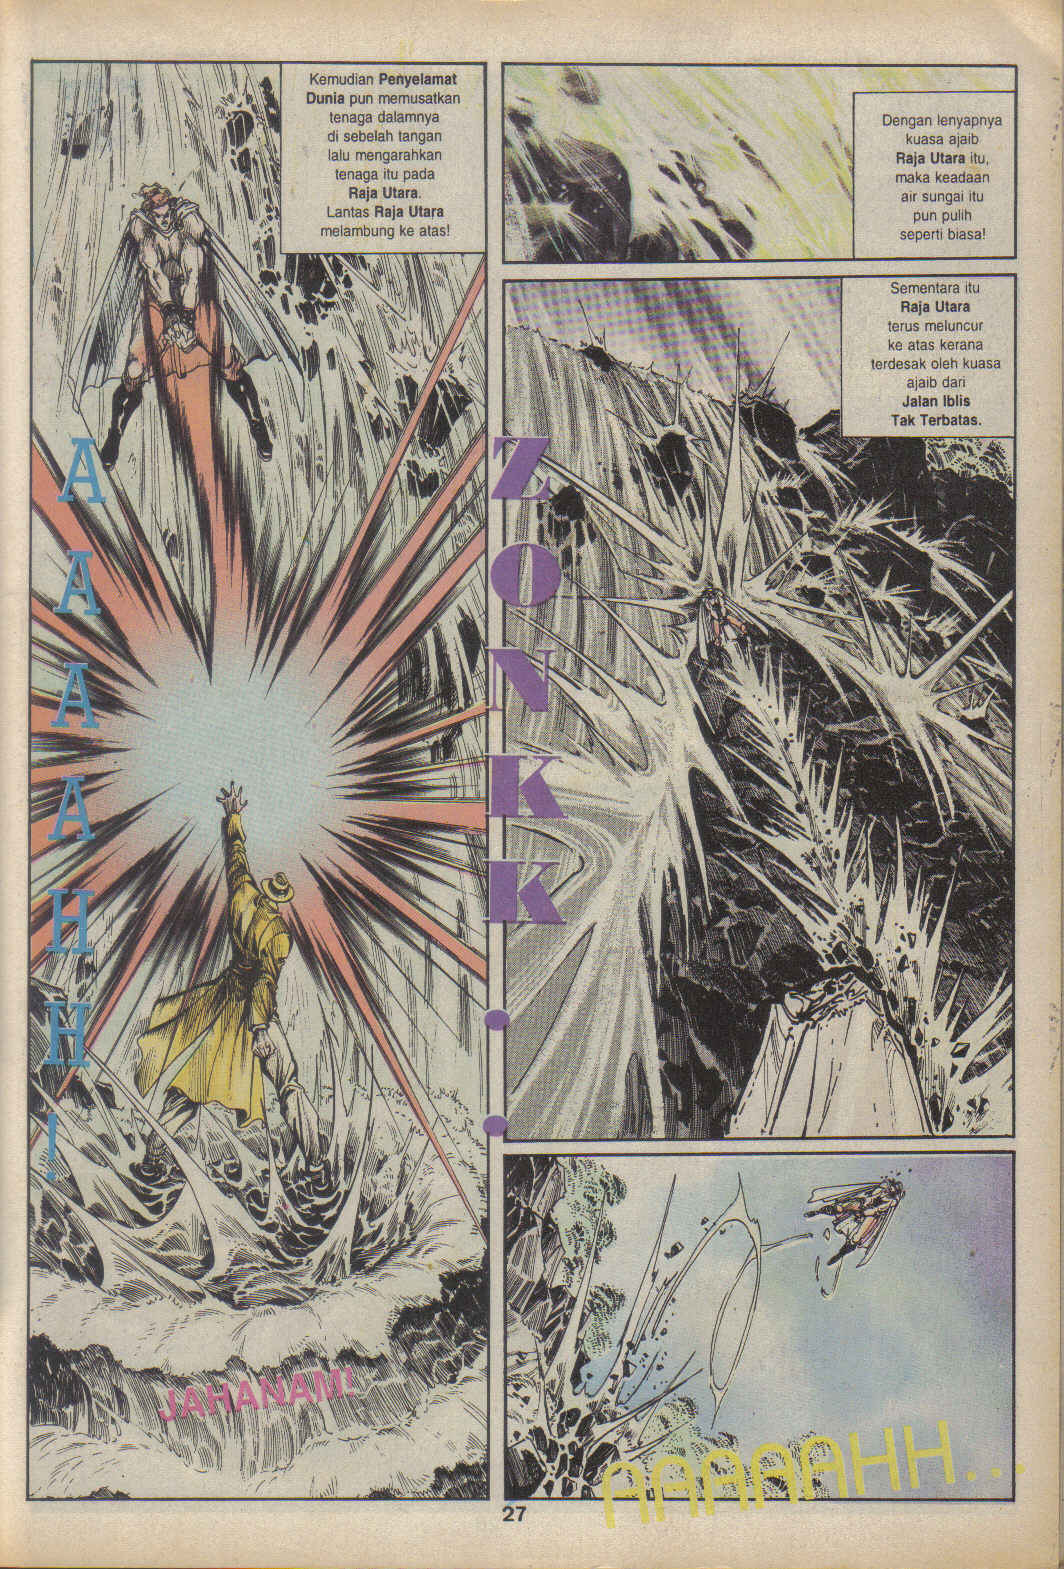 Kemudian Penyelamat
Dunia pun memusatkan
tenaga dalamnya
di sebelah tangan
lalu mengarahkan
tenaga itu pada
Raja Utara.
Lantas Raja Utara
melambung ke atas!
AAAAHH!
JAHANAM!
Dengan lenyapnya
kuasa ajaib
Raja Utara itu,
maka keadaan
air sungai itu
pun pulih
seperti biasa!
Sementara itu
Raja Utara
terus meluncur
ke atas kerana
terdesak oleh kuasa
ajaib dari
Jalan Iblis
Tak Terbatas.
ZONKK..
AAAAAHH...
27